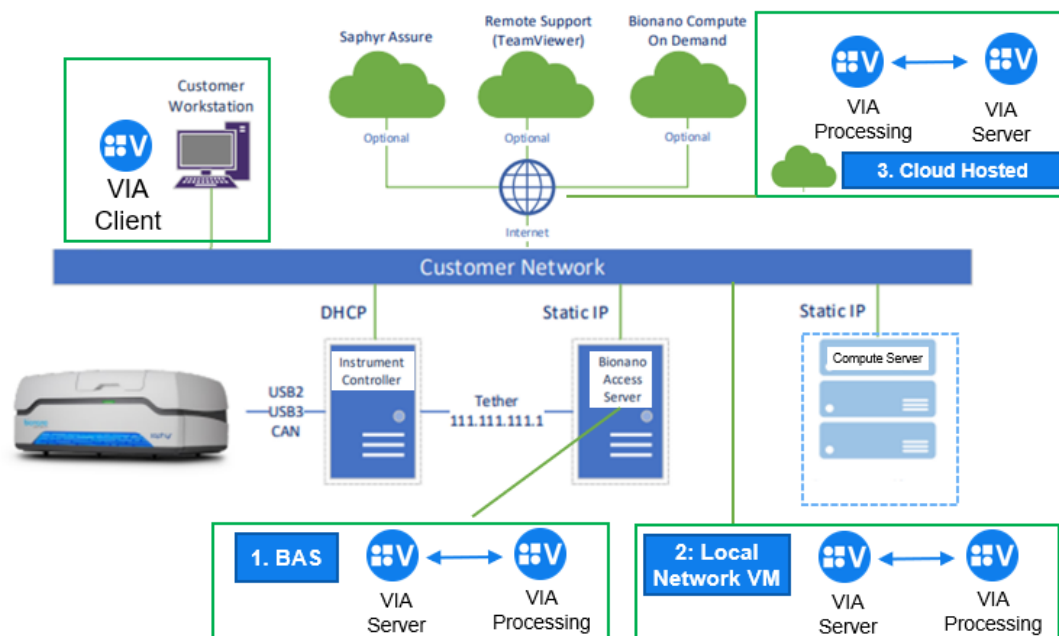 Saphyr Assure
Remote Support
(TeamViewer)
Bionano Compute
On Demand
Optional
Optional
Optional
Internet
Customer
Workstation
V
VIA
Client
V
V
VIA
Processing
VIA
Server
3. Cloud Hosted
Customer Network
DHCP
Static IP
Static IP
Instrument
Controller
Bionano
Access
Server
Compute Server
USB2
USB3
CAN
Tether
111.111.111.1
1. BAS
V
V
VIA
Server
VIA
Processing
2: Local
Network VM
V
V
VIA
Server
VIA
Processing